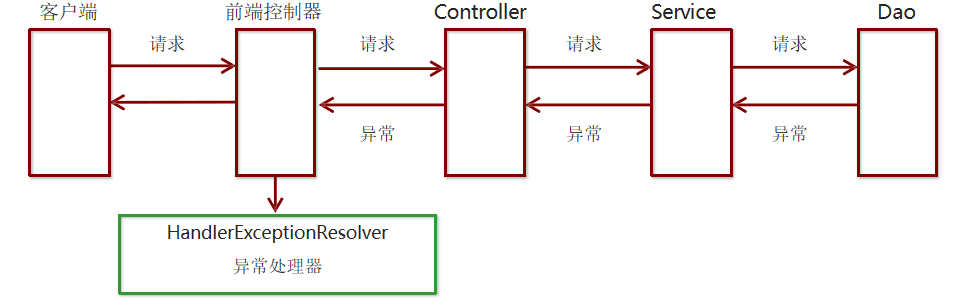 客户端 前端控制器 Controller Service Dao
请求 请求 请求 请求
异常 异常 异常
HandlerExceptionResolver
异常处理器